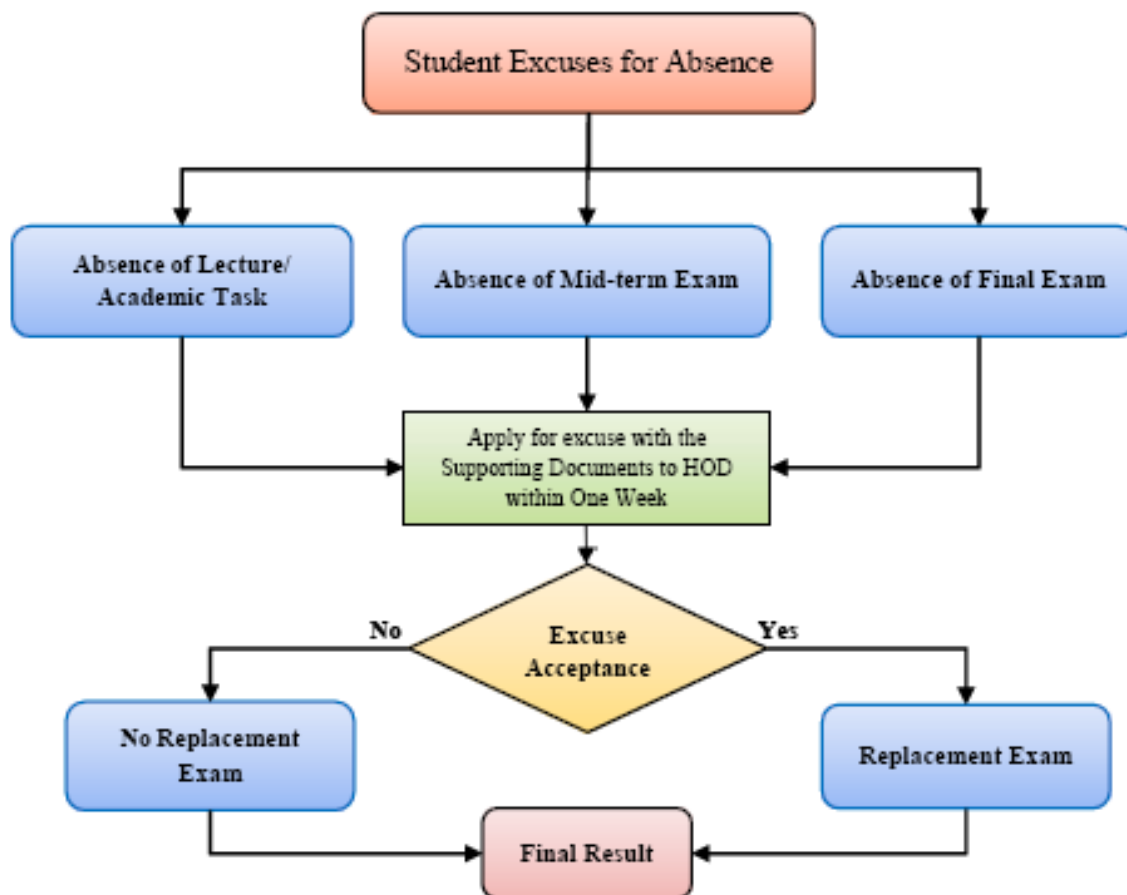 Student Excuses for Absence
Absence of Lecture/
Academic Task
Absence of Mid-term Exam
Absence of Final Exam
Apply for excuse with the
Supporting Documents to HOD
within One Week
No
Excuse
Acceptance
Yes
No Replacement
Exam
Replacement Exam
Final Result